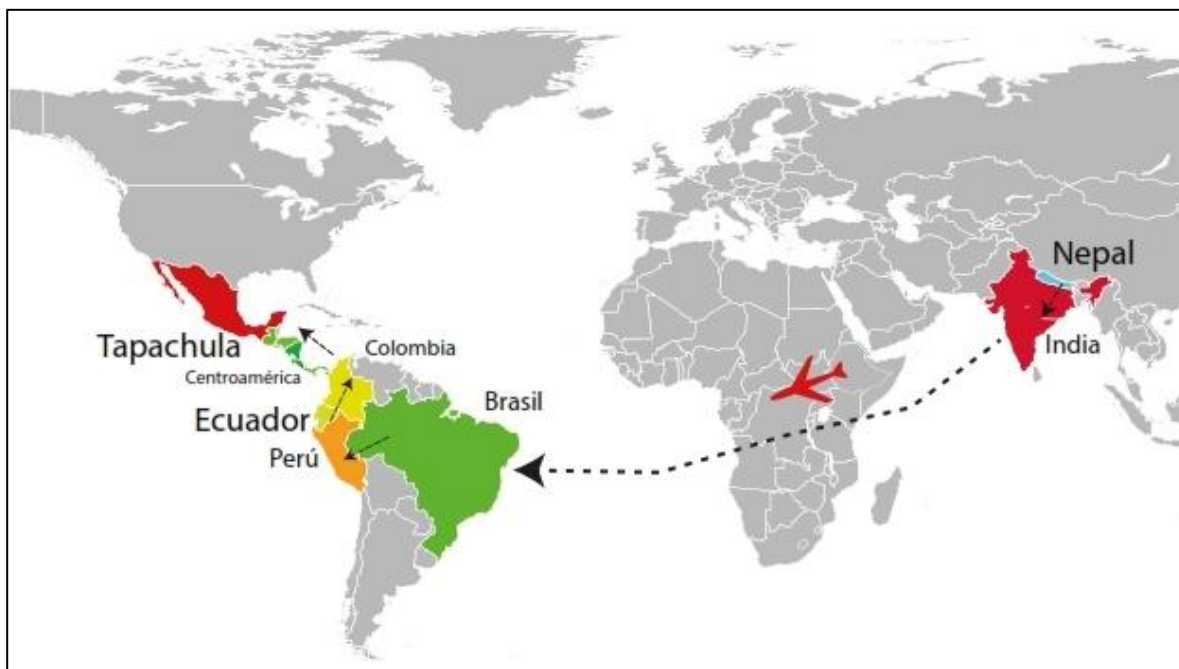 Nepal
India
Tapachula
Colombia
Centroamérica
Brasil
Ecuador
Perú